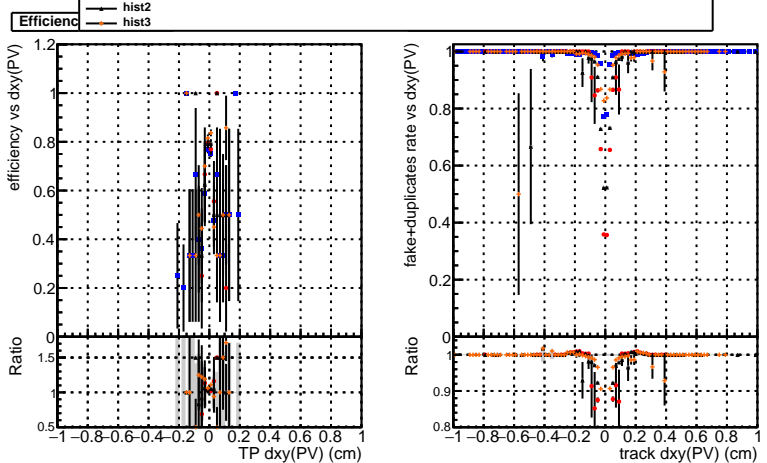 hist2
Efficienc
hist3
efficiency vs dxy(PV)
1.2
1
0.8
0.6
0.4
0.2
0
Ratio
1.5
1
0.5
−1 −0.8 −0.6 −0.4 −0.2 0 0.2 0.4 0.6 0.8 1
TP dxy(PV) (cm)
fake+duplicates rate vs dxy(PV)
1
0.8
0.6
0.4
0.2
0
Ratio
1
0.9
0.8
−1 −0.8 −0.6 −0.4 −0.2 0 0.2 0.4 0.6 0.8 1
track dxy(PV) (cm)